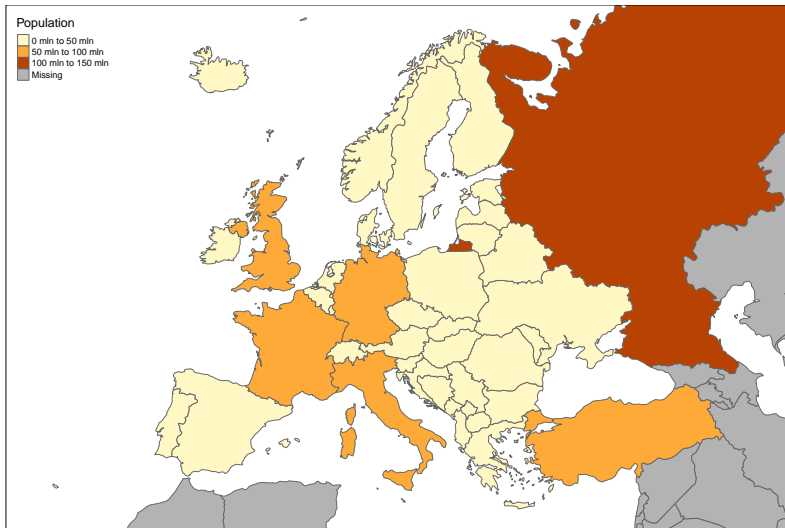 Population
0 mln to 50 mln
50 mln to 100 mln
100 mln to 150 mln
Missing